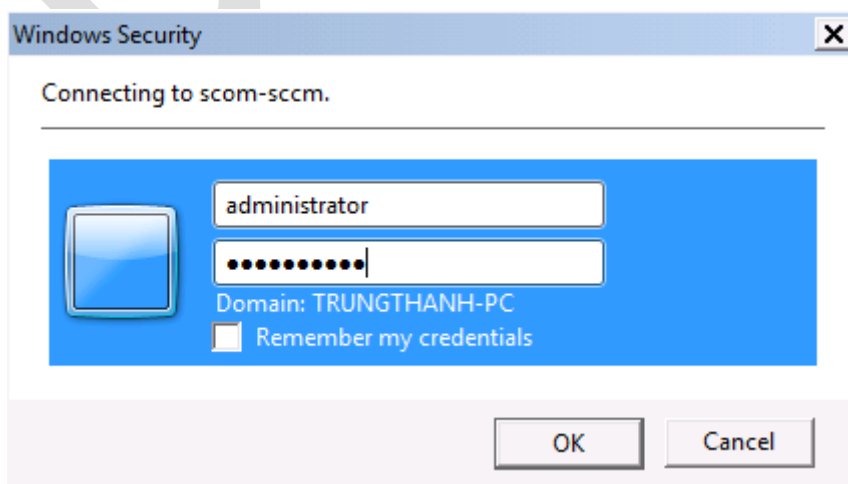 Windows Security
Connecting to scom-sccm.
administrator
●●●●●●●●●●
Domain: TRUNGTHANH-PC
Remember my credentials
OK
Cancel